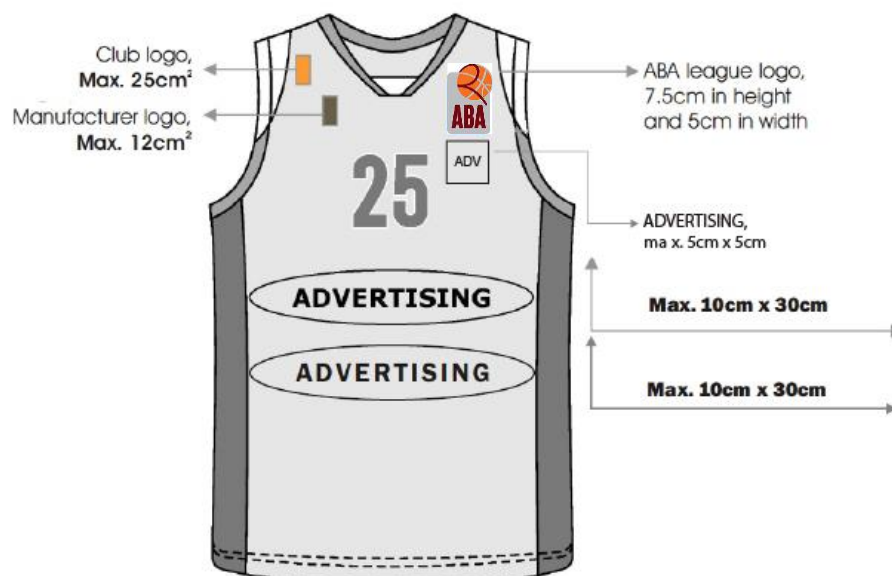 Club logo,
Max. 25cm²
Manufacturer logo,
Max. 12cm²
ABA
ABA league logo,
7.5cm in height
and 5cm in width
ADV
25
ADVERTISING,
ma x. 5cm x 5cm
ADVERTISING
Max. 10cm x 30cm
ADVERTISING
Max. 10cm x 30cm